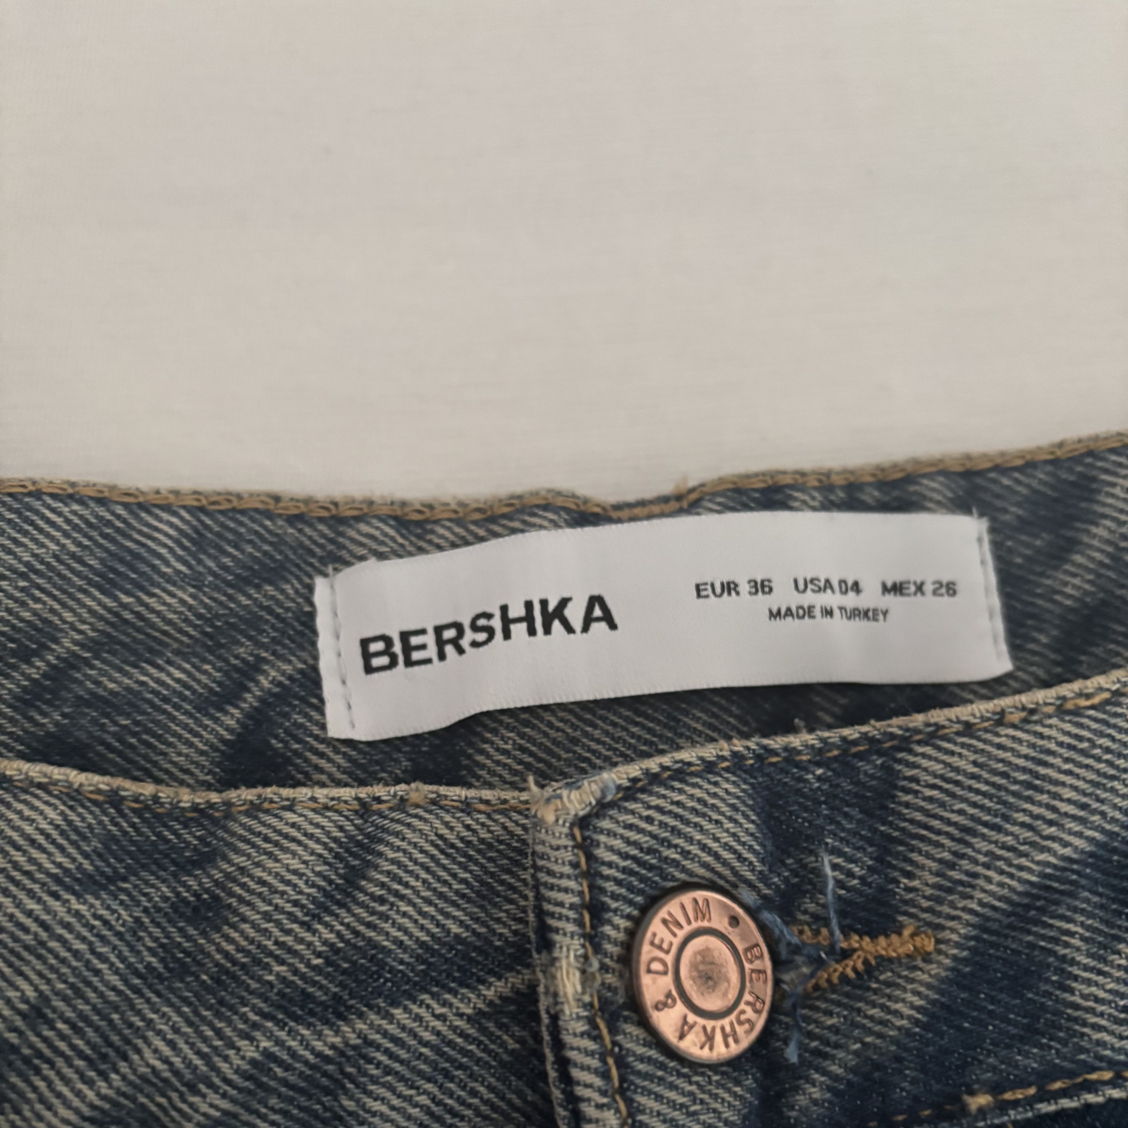 BERSHKA
EUR 36 USA 04 MEX 26
MADE IN TURKEY
BERSHKA & DENIM •